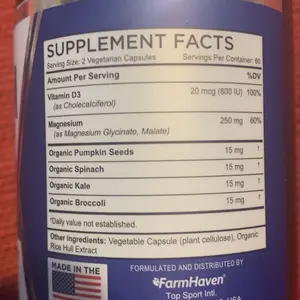 SUPPLEMENT FACTS
Serving Size: 2 Vegetarian Capsules Servings Per Container: 60
Amount Per Serving %DV
Vitamin D3 20 mcg (800 IU) 100%
(as Cholecalciferol)
Magnesium 250 mg 60%
(as Magnesium Glycinate, Malate)
Organic Pumpkin Seeds 15 mg †
Organic Spinach 15 mg †
Organic Kale 15 mg †
Organic Broccoli 15 mg †
*Daily value not established.
Other Ingredients: Vegetable Capsule (plant cellulose), Organic
Rice Hull Extract
MADE IN THE
FORMULATED AND DISTRIBUTED BY
FarmHaven
Top Sport Intl.
USA